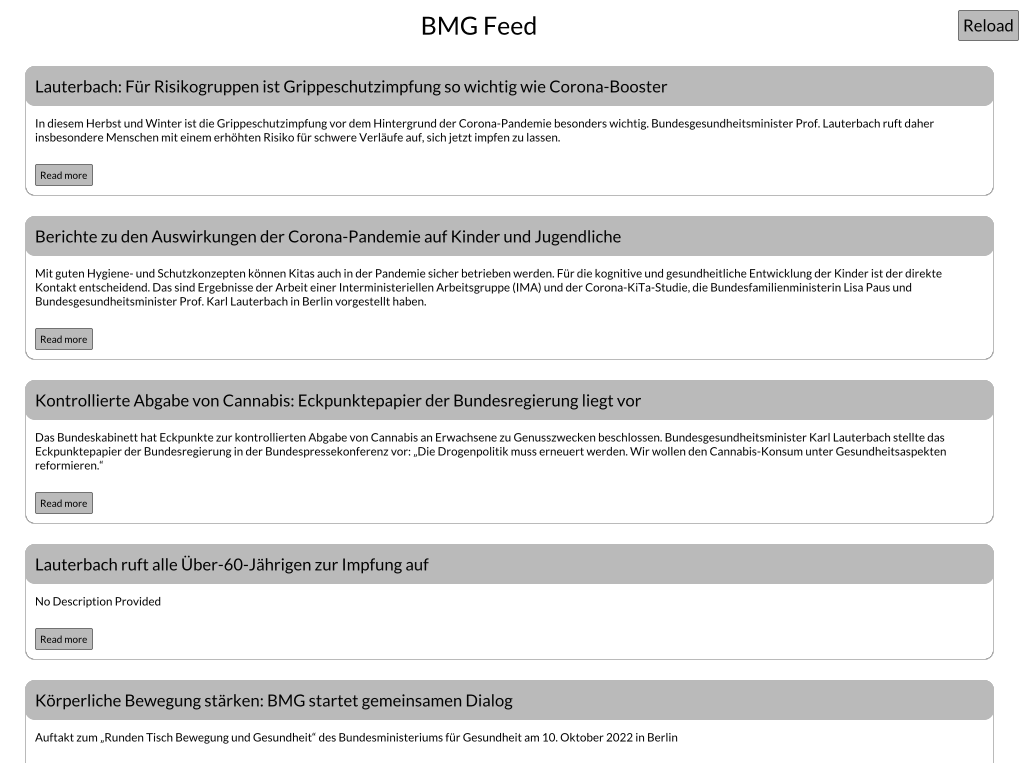 BMG Feed
Reload
Lauterbach: Für Risikogruppen ist Grippeschutzimpfung so wichtig wie Corona-Booster
In diesem Herbst und Winter ist die Grippeschutzimpfung vor dem Hintergrund der Corona-Pandemie besonders wichtig. Bundesgesundheitsminister Prof. Lauterbach ruft daher
insbesondere Menschen mit einem erhöhten Risiko für schwere Verläufe auf, sich jetzt impfen zu lassen.
Read more
Berichte zu den Auswirkungen der Corona-Pandemie auf Kinder und Jugendliche
Mit guten Hygiene- und Schutzkonzepten können Kitas auch in der Pandemie sicher betrieben werden. Für die kognitive und gesundheitliche Entwicklung der Kinder ist der direkte
Kontakt entscheidend. Das sind Ergebnisse der Arbeit einer Interministeriellen Arbeitsgruppe (IMA) und der Corona-KiTa-Studie, die Bundesfamilienministerin Lisa Paus und
Bundesgesundheitsminister Prof. Karl Lauterbach in Berlin vorgestellt haben.
Read more
Kontrollierte Abgabe von Cannabis: Eckpunktepapier der Bundesregierung liegt vor
Das Bundeskabinett hat Eckpunkte zur kontrollierten Abgabe von Cannabis an Erwachsene zu Genusszwecken beschlossen. Bundesgesundheitsminister Karl Lauterbach stellte das
Eckpunktepapier der Bundesregierung in der Bundespressekonferenz vor: „Die Drogenpolitik muss erneuert werden. Wir wollen den Cannabis-Konsum unter Gesundheitsaspekten
reformieren.“
Read more
Lauterbach ruft alle Über-60-Jährigen zur Impfung auf
No Description Provided
Read more
Körperliche Bewegung stärken: BMG startet gemeinsamen Dialog
Auftakt zum „Runden Tisch Bewegung und Gesundheit“ des Bundesministeriums für Gesundheit am 10. Oktober 2022 in Berlin